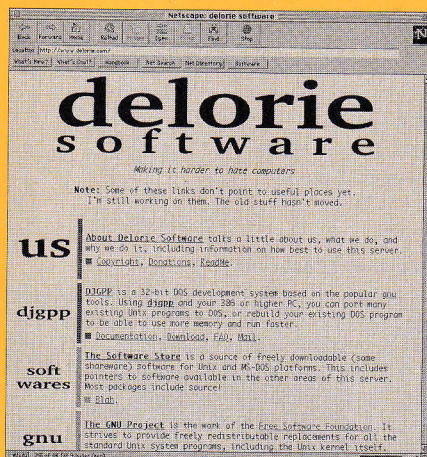 Netscape: delorie software
Back Forward Home Reload Open Find Stop
Location: http://www.delorie.com/
What's New? What's Cool? Handbook Net Search Net Directory Software
delorie
software
Making it harder to hate computers
Note: Some of these links don't point to useful places yet.
I'm still working on them. The old stuff hasn't moved.
us
About Delorie Software talks a little about us, what we do, and
why we do it, including information on how best to use this server.
Copyright, Donations, ReadMe.
djgpp
DJGPP is a 32-bit DOS development system based on the popular gnu
tools. Using djgpp and your 386 or higher PC, you can port many
existing Unix programs to DOS, or rebuild your existing DOS program
to be able to use more memory and run faster.
Documentation, Download, FAQ, Mail.
soft
wares
The Software Store is a source of freely downloadable (some
shareware) software for Unix and MS-DOS platforms. This includes
pointers to software available in the other areas of this server.
Most packages include source!
Blah.
gnu
The GNU Project is the work of the Free Software Foundation. It
strives to provide freely redistributable replacements for all the
standard Unix system programs, including the Unix kernel itself.